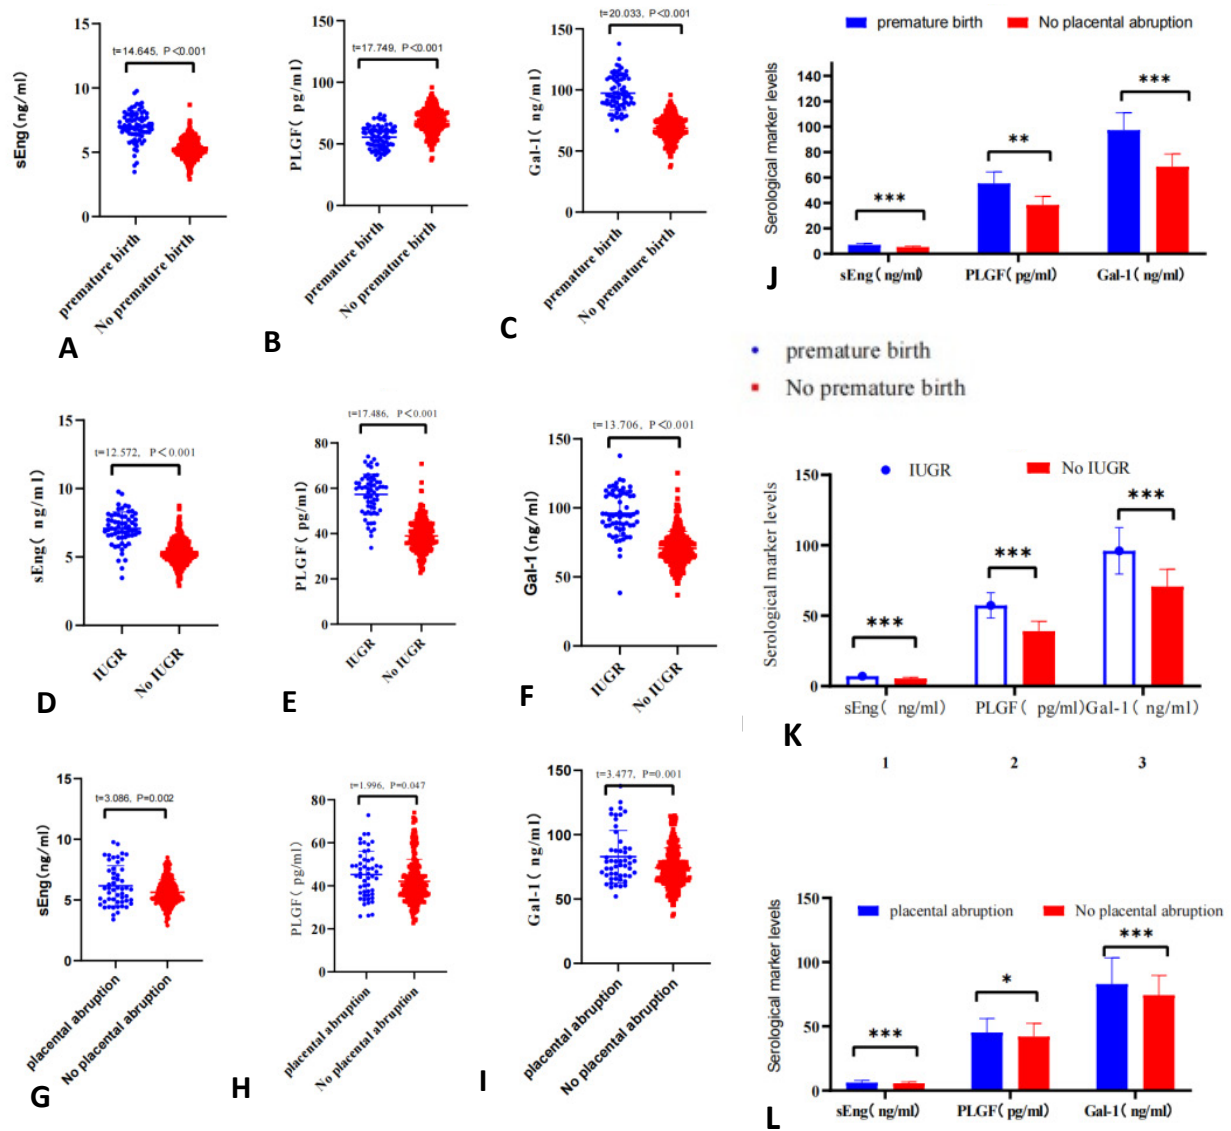 t=14.645, P<0.001
sEng(ng/ml)
15
10
5
0
premature birth
No premature birth
A
t=17.749, P<0.001
PLGF( pg/ml)
150
100
50
0
premature birth
No premature birth
B
t=20.033, P<0.001
Gal-1( ng/ml)
150
100
50
0
premature birth
No premature birth
C
premature birth
No placental abruption
Serological marker levels
140
120
100
80
60
40
20
0
***
**
***
sEng( ng/ml)
PLGF( pg/ml)
Gal-1( ng/ml)
J
premature birth
No premature birth
t=12.572, P<0.001
sEng( ng/ml)
15
10
5
0
IUGR
No IUGR
D
t=17.486, P<0.001
PLGF( pg/ml)
80
60
40
20
0
IUGR
No IUGR
E
t=13.706, P<0.001
Gal-1(ng/ml)
150
100
50
0
IUGR
No IUGR
F
IUGR
No IUGR
Serological marker levels
150
100
50
0
***
***
***
sEng( ng/ml)
PLGF( pg/ml)
Gal-1( ng/ml)
K
1
2
3
t=3.086, P=0.002
sEng(ng/ml)
15
10
5
0
placental abruption
No placental abruption
G
t=1.996, P=0.047
PLGF( pg/ml)
80
60
40
20
0
placental abruption
No placental abruption
H
t=3.477, P=0.001
Gal-1( ng/ml)
150
100
50
0
placental abruption
No placental abruption
I
placental abruption
No placental abruption
Serological marker levels
150
100
50
0
***
*
***
sEng( ng/ml)
PLGF( pg/ml)
Gal-1( ng/ml)
L